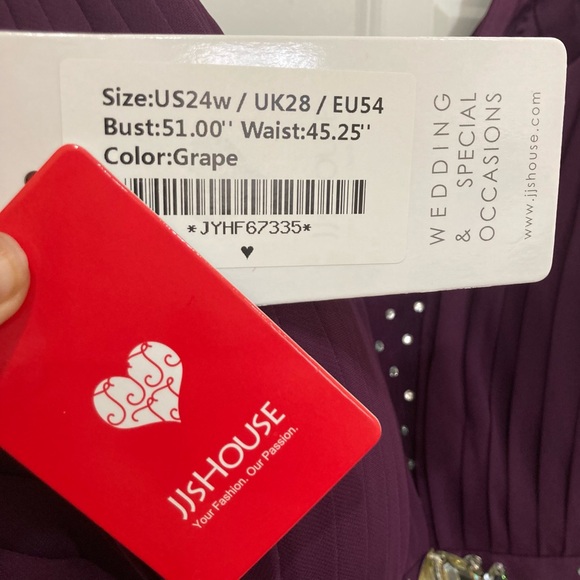 Size:US24w / UK28 / EU54
Bust:51.00'' Waist:45.25''
Color:Grape
*JYHF67335*
♥
WEDDING
& SPECIAL
OCCASIONS
www.jjshouse.com
JJsHOUSE
Your Fashion. Our Passion.